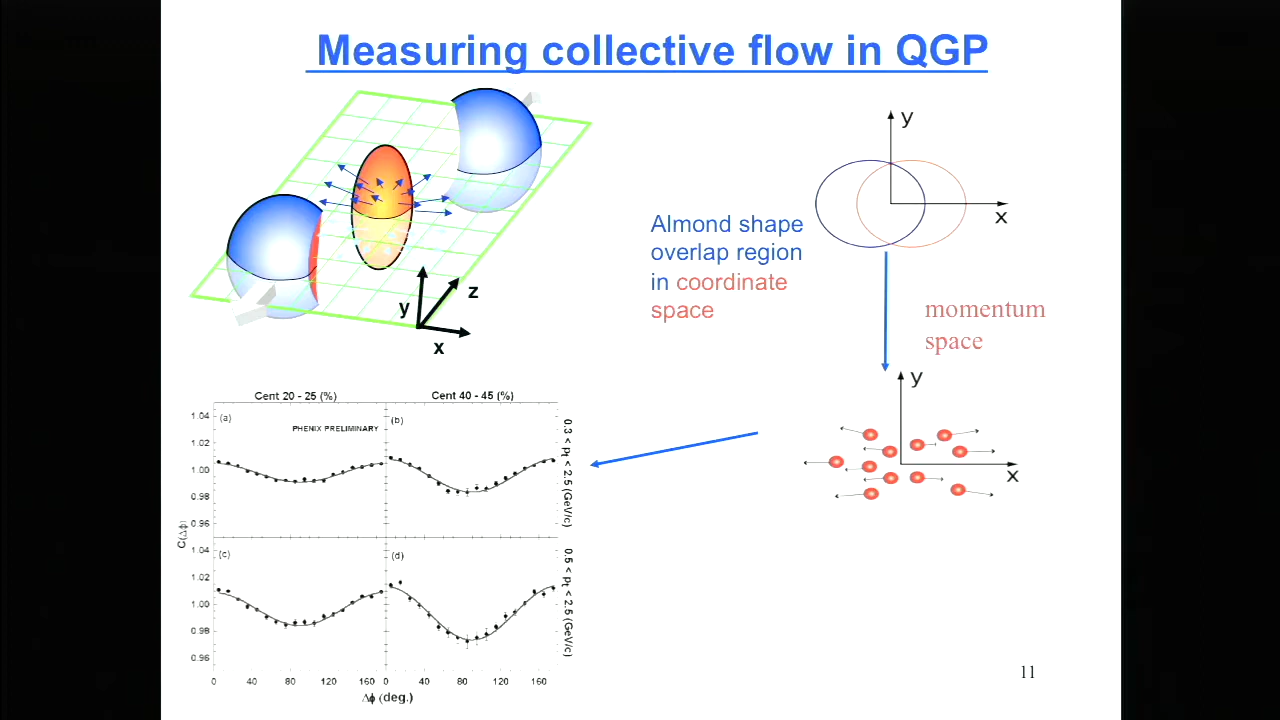 Measuring collective flow in QGP
y
z
x
Almond shape
overlap region
in coordinate
space
y
x
momentum
space
y
x
Cent 20 - 25 (%)
Cent 40 - 45 (%)
(a)
(b)
PHENIX PRELIMINARY
1.04
1.02
1.00
0.98
0.96
0.3 < pt < 2.5 (GeV/c)
C(Δϕ)
(c)
(d)
1.04
1.02
1.00
0.98
0.96
0.5 < pt < 2.5 (GeV/c)
0 40 80 120 160 0 40 80 120 160
Δϕ (deg.)
11